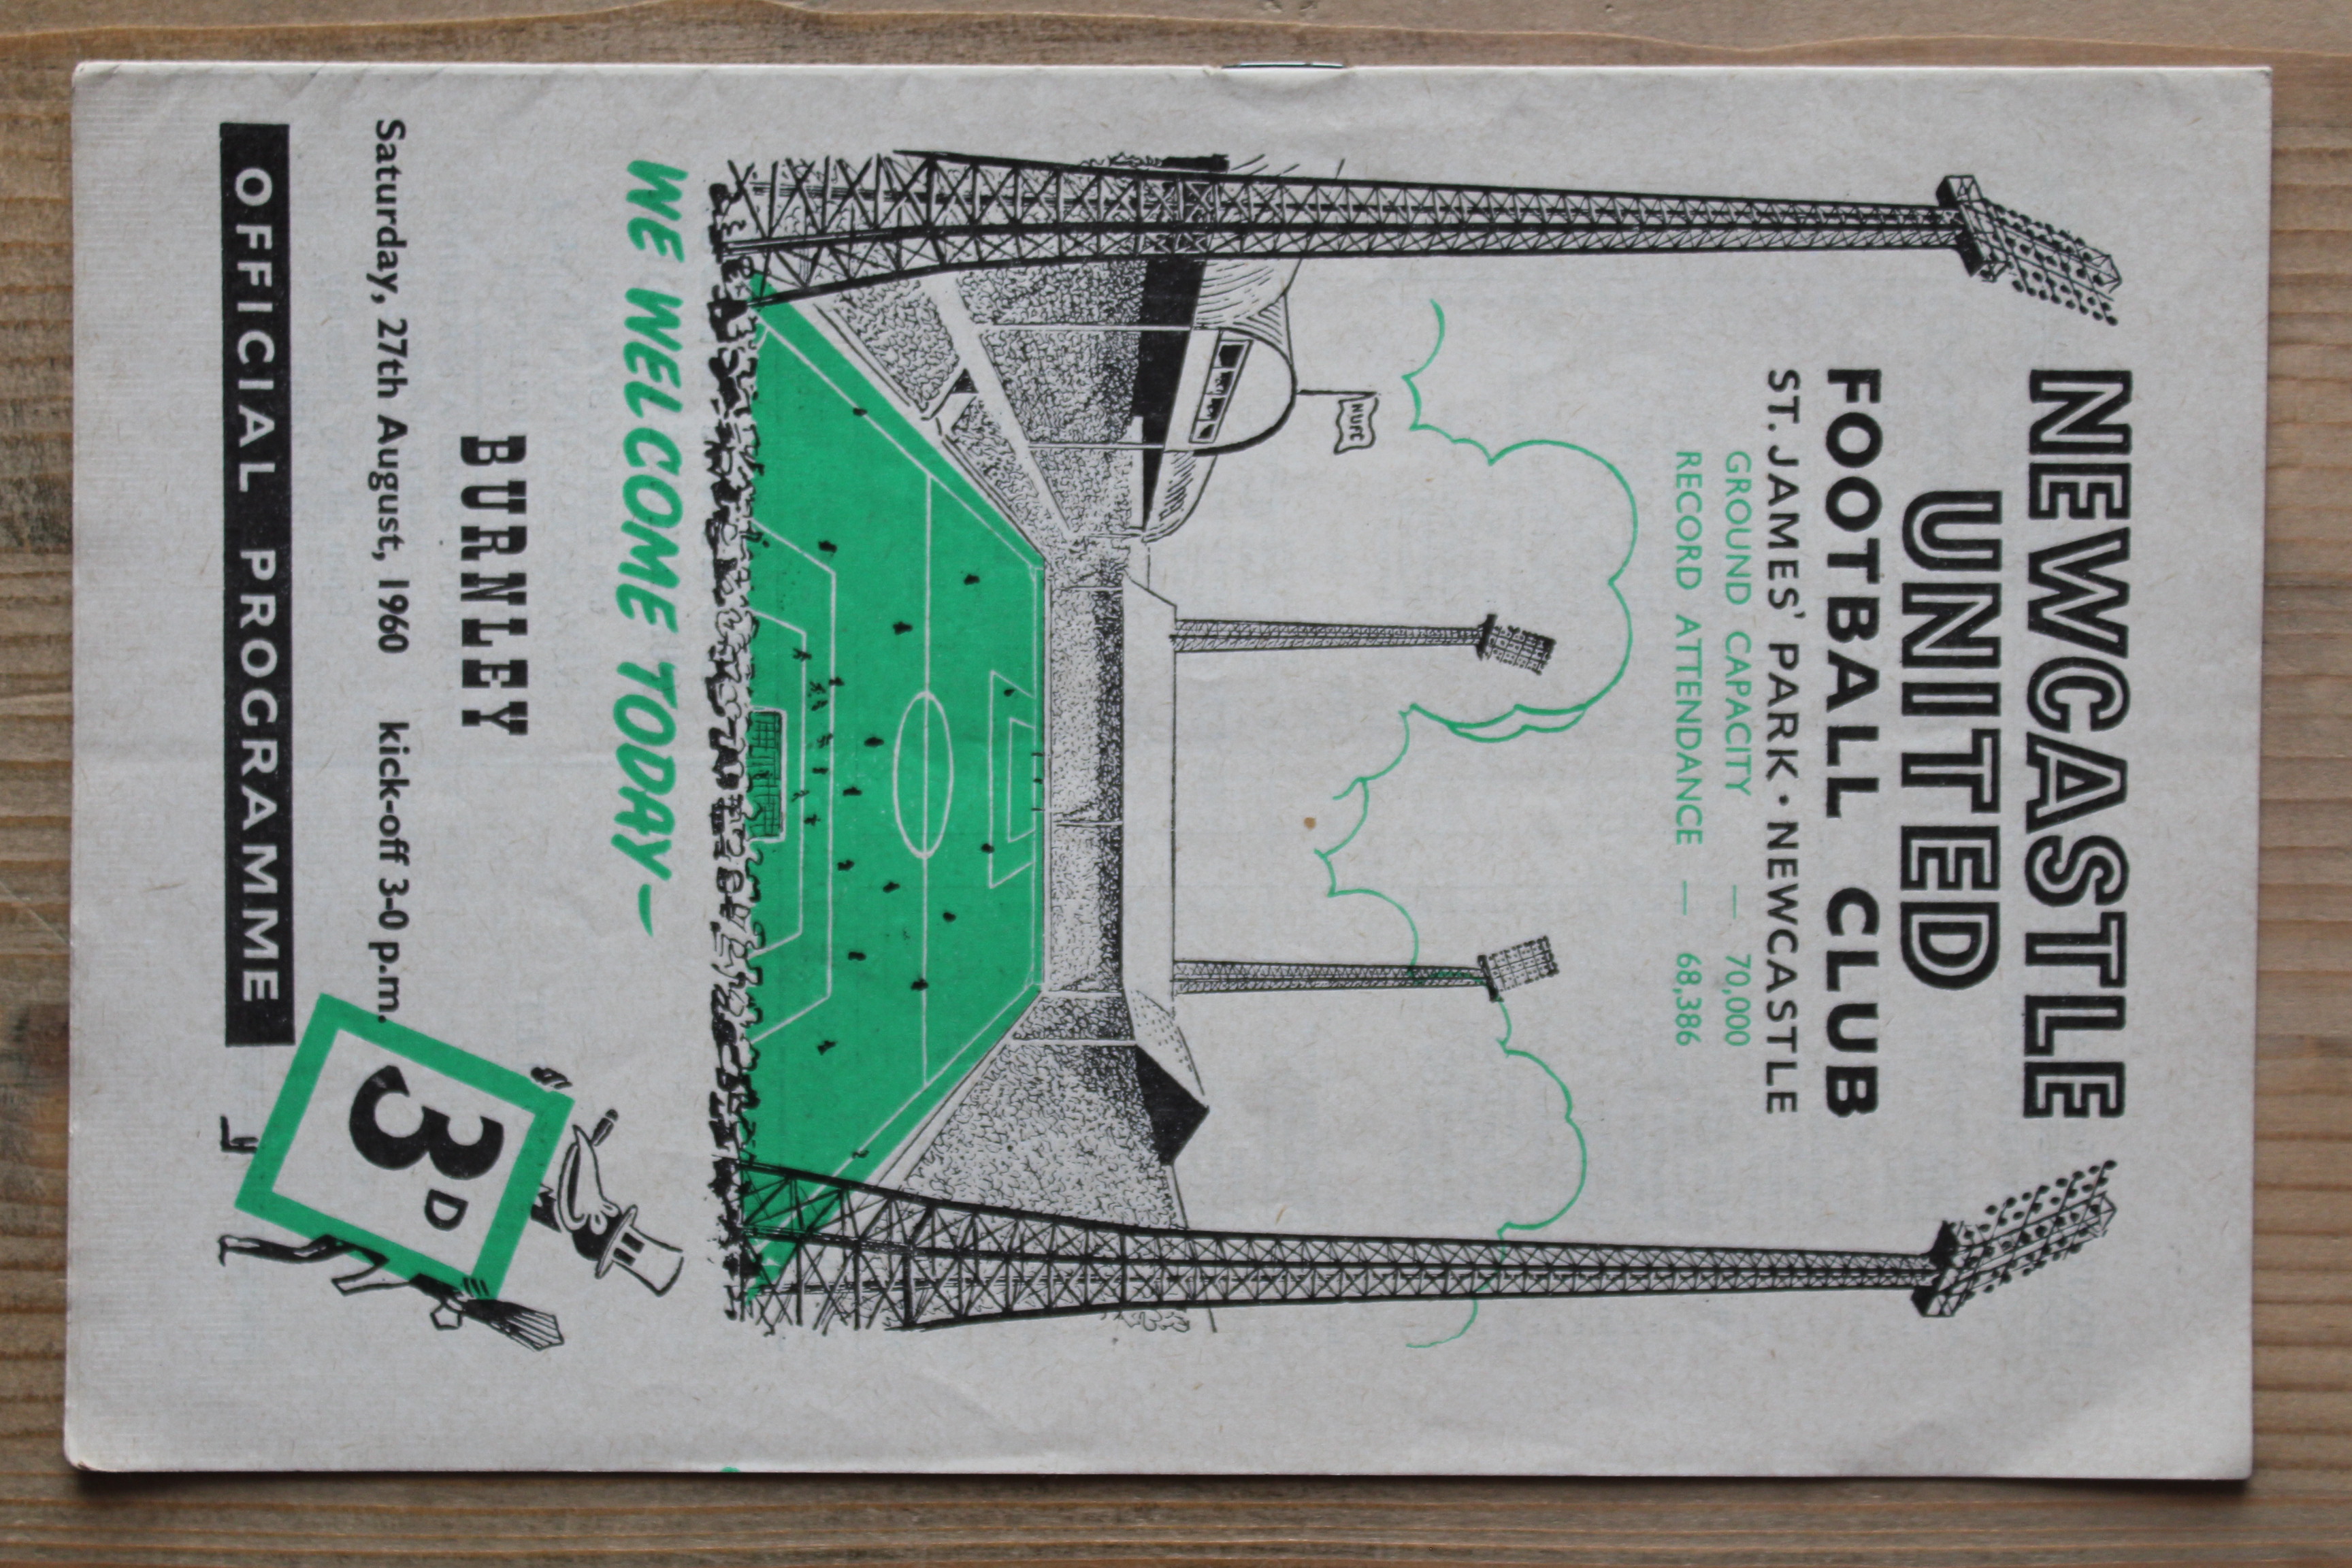 NEWCASTLE
UNITED
FOOTBALL CLUB
ST. JAMES' PARK · NEWCASTLE
GROUND CAPACITY — 70,000
RECORD ATTENDANCE — 68,386
NUFC
WE WELCOME TODAY—
BURNLEY
Saturday, 27th August, 1960 kick-off 3-0 p.m.
3D
OFFICIAL PROGRAMME